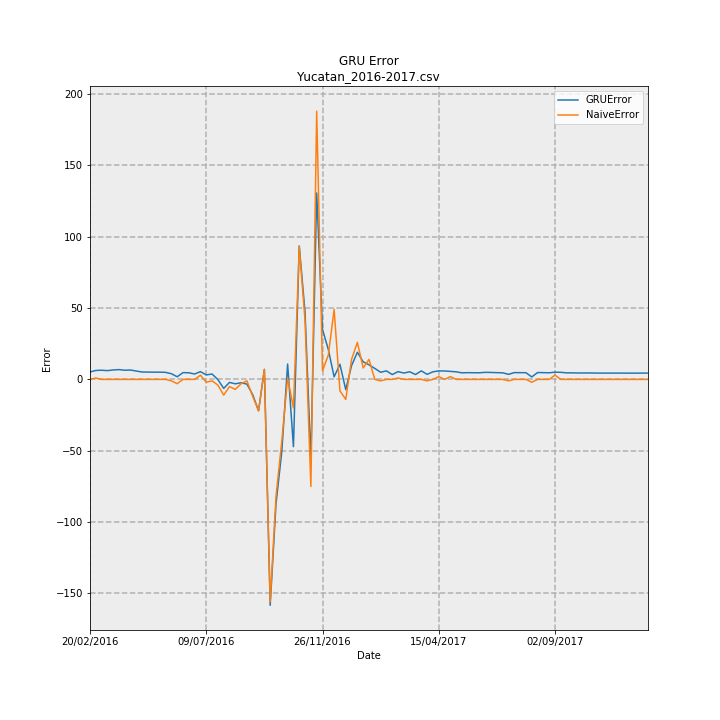 GRU Error
Yucatan_2016-2017.csv
GRUError
NaiveError
200
150
100
50
0
−50
−100
−150
Error
20/02/2016
09/07/2016
26/11/2016
15/04/2017
02/09/2017
Date